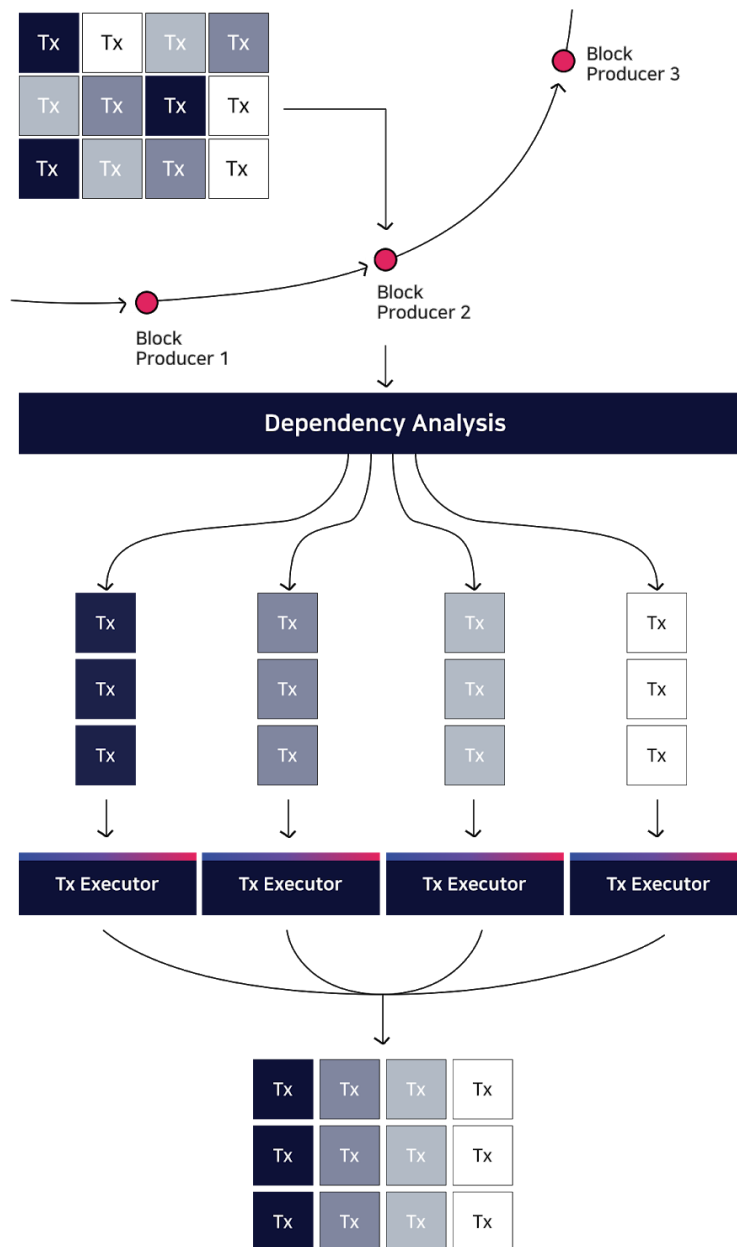 Tx Tx Tx Tx
Tx Tx Tx Tx
Tx Tx Tx Tx
Block
Producer 3
Block
Producer 2
Block
Producer 1
Dependency Analysis
Tx Tx Tx Tx
Tx Tx Tx Tx
Tx Tx Tx Tx
Tx Executor Tx Executor Tx Executor Tx Executor
Tx Tx Tx Tx
Tx Tx Tx Tx
Tx Tx Tx Tx